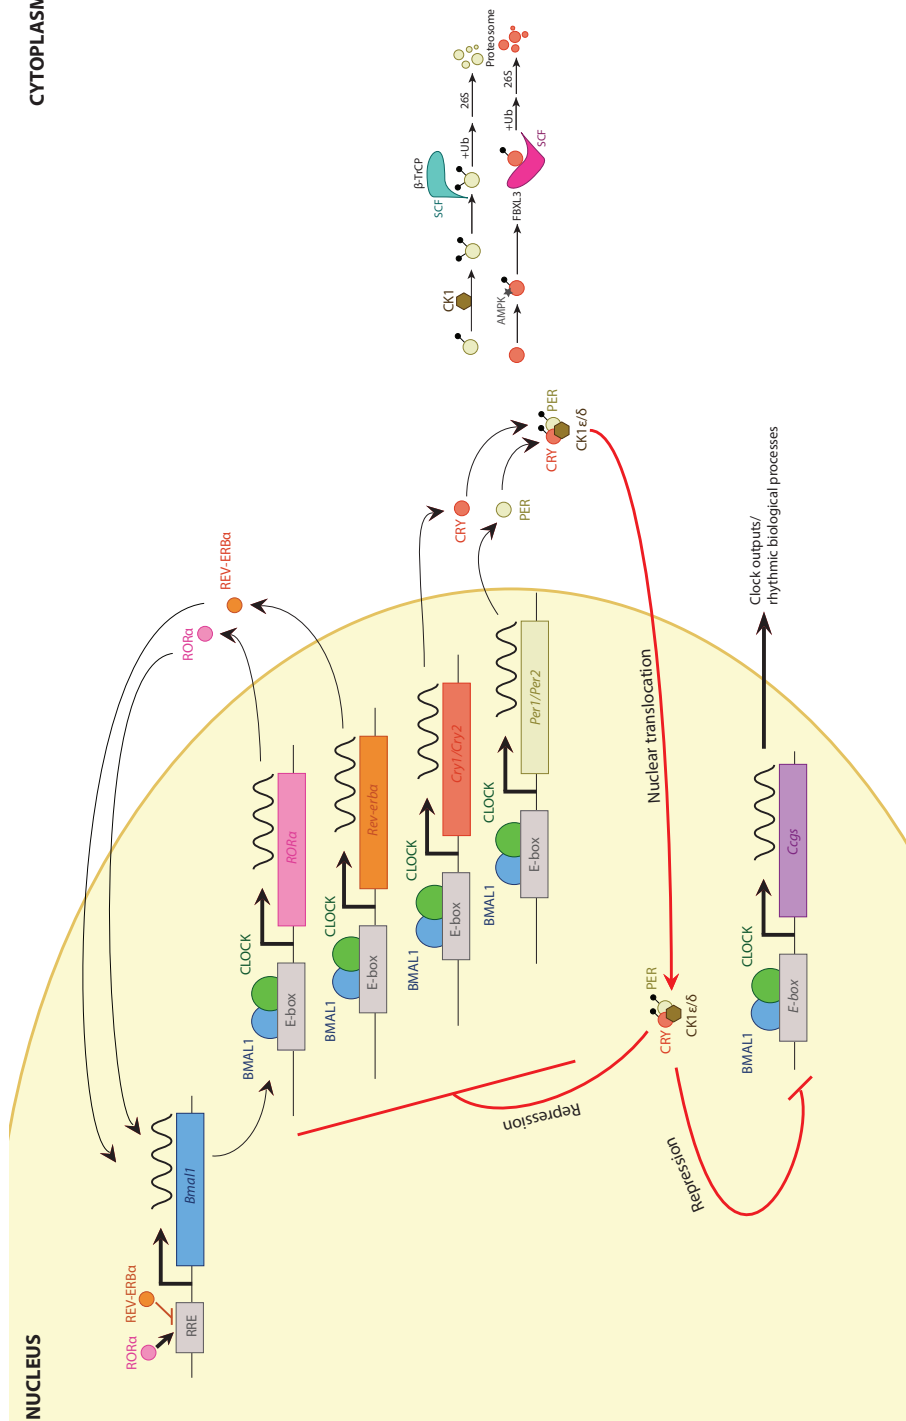 NUCLEUS
CYTOPLASM
RORα
REV-ERBα
RRE
Bmal1
RORα
REV-ERBα
BMAL1
CLOCK
E-box
RORα
BMAL1
CLOCK
E-box
Rev-erba
BMAL1
CLOCK
E-box
Cry1/Cry2
BMAL1
CLOCK
E-box
Per1/Per2
CRY
PER
CRY
PER
CK1ε/δ
CK1
SCF
β-TrCP
+Ub
26S
Proteosome
AMPK
FBXL3
SCF
+Ub
26S
Nuclear translocation
CRY
PER
CK1ε/δ
Repression
Repression
BMAL1
CLOCK
E-box
Ccgs
Clock outputs/
rhythmic biological processes